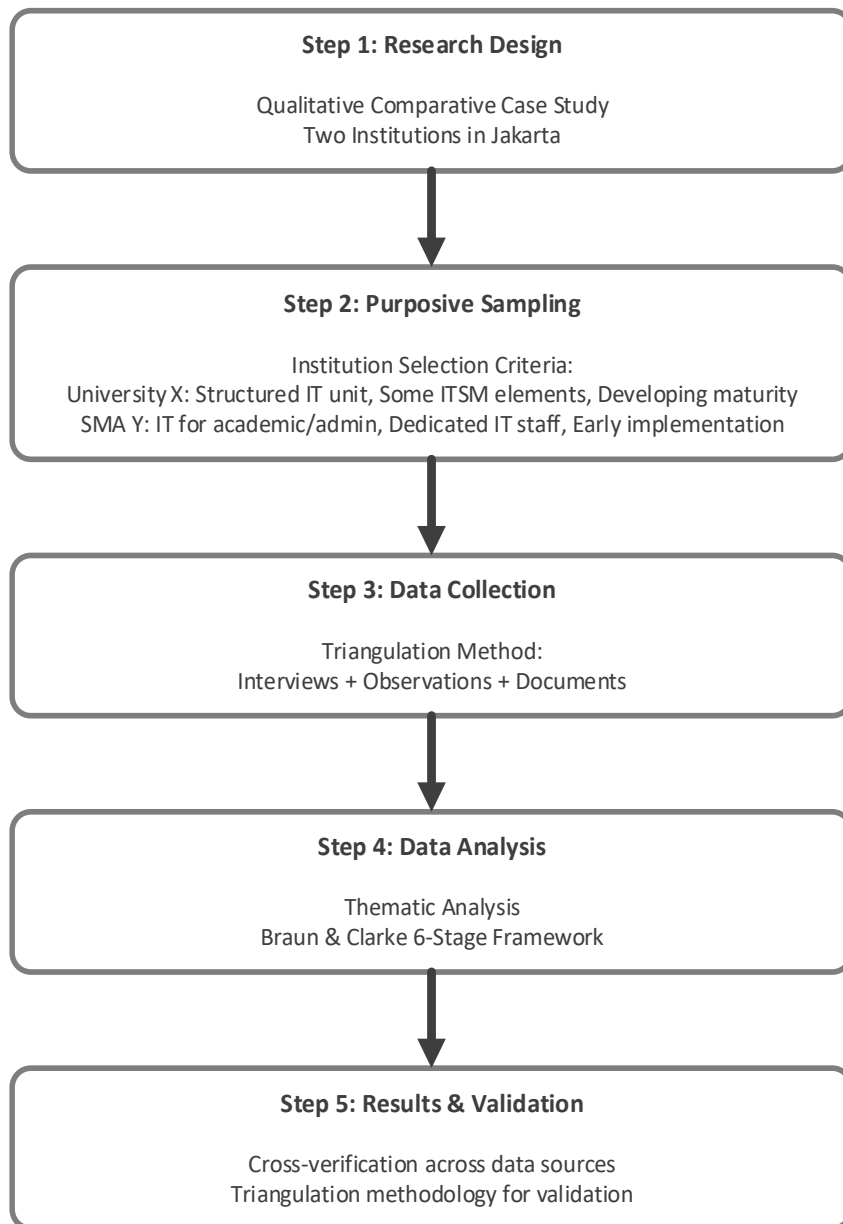 Step 1: Research Design
Qualitative Comparative Case Study
Two Institutions in Jakarta
Step 2: Purposive Sampling
Institution Selection Criteria:
University X: Structured IT unit, Some ITSM elements, Developing maturity
SMA Y: IT for academic/admin, Dedicated IT staff, Early implementation
Step 3: Data Collection
Triangulation Method:
Interviews + Observations + Documents
Step 4: Data Analysis
Thematic Analysis
Braun & Clarke 6-Stage Framework
Step 5: Results & Validation
Cross-verification across data sources
Triangulation methodology for validation